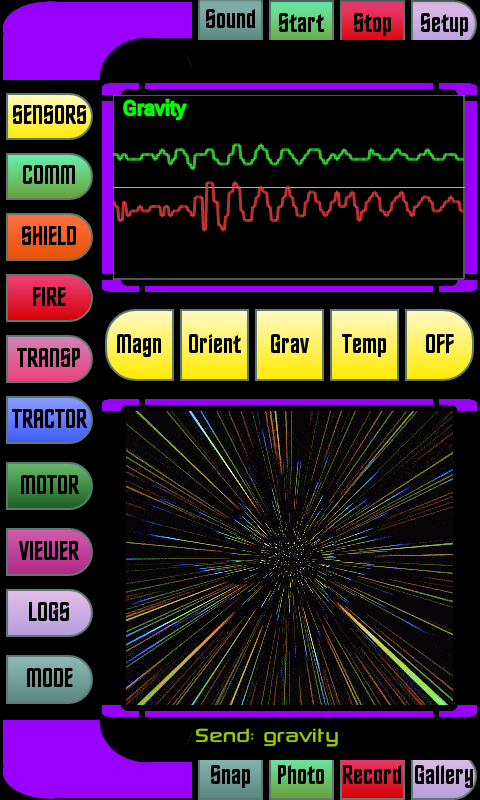 Sound Start Stop Setup
Gravity
SENSORS
COMM
SHIELD
FIRE
TRANSP
TRACTOR
MOTOR
VIEWER
LOGS
MODE
Magn Orient Grav Temp OFF
Send: gravity
Snap Photo Record Gallery